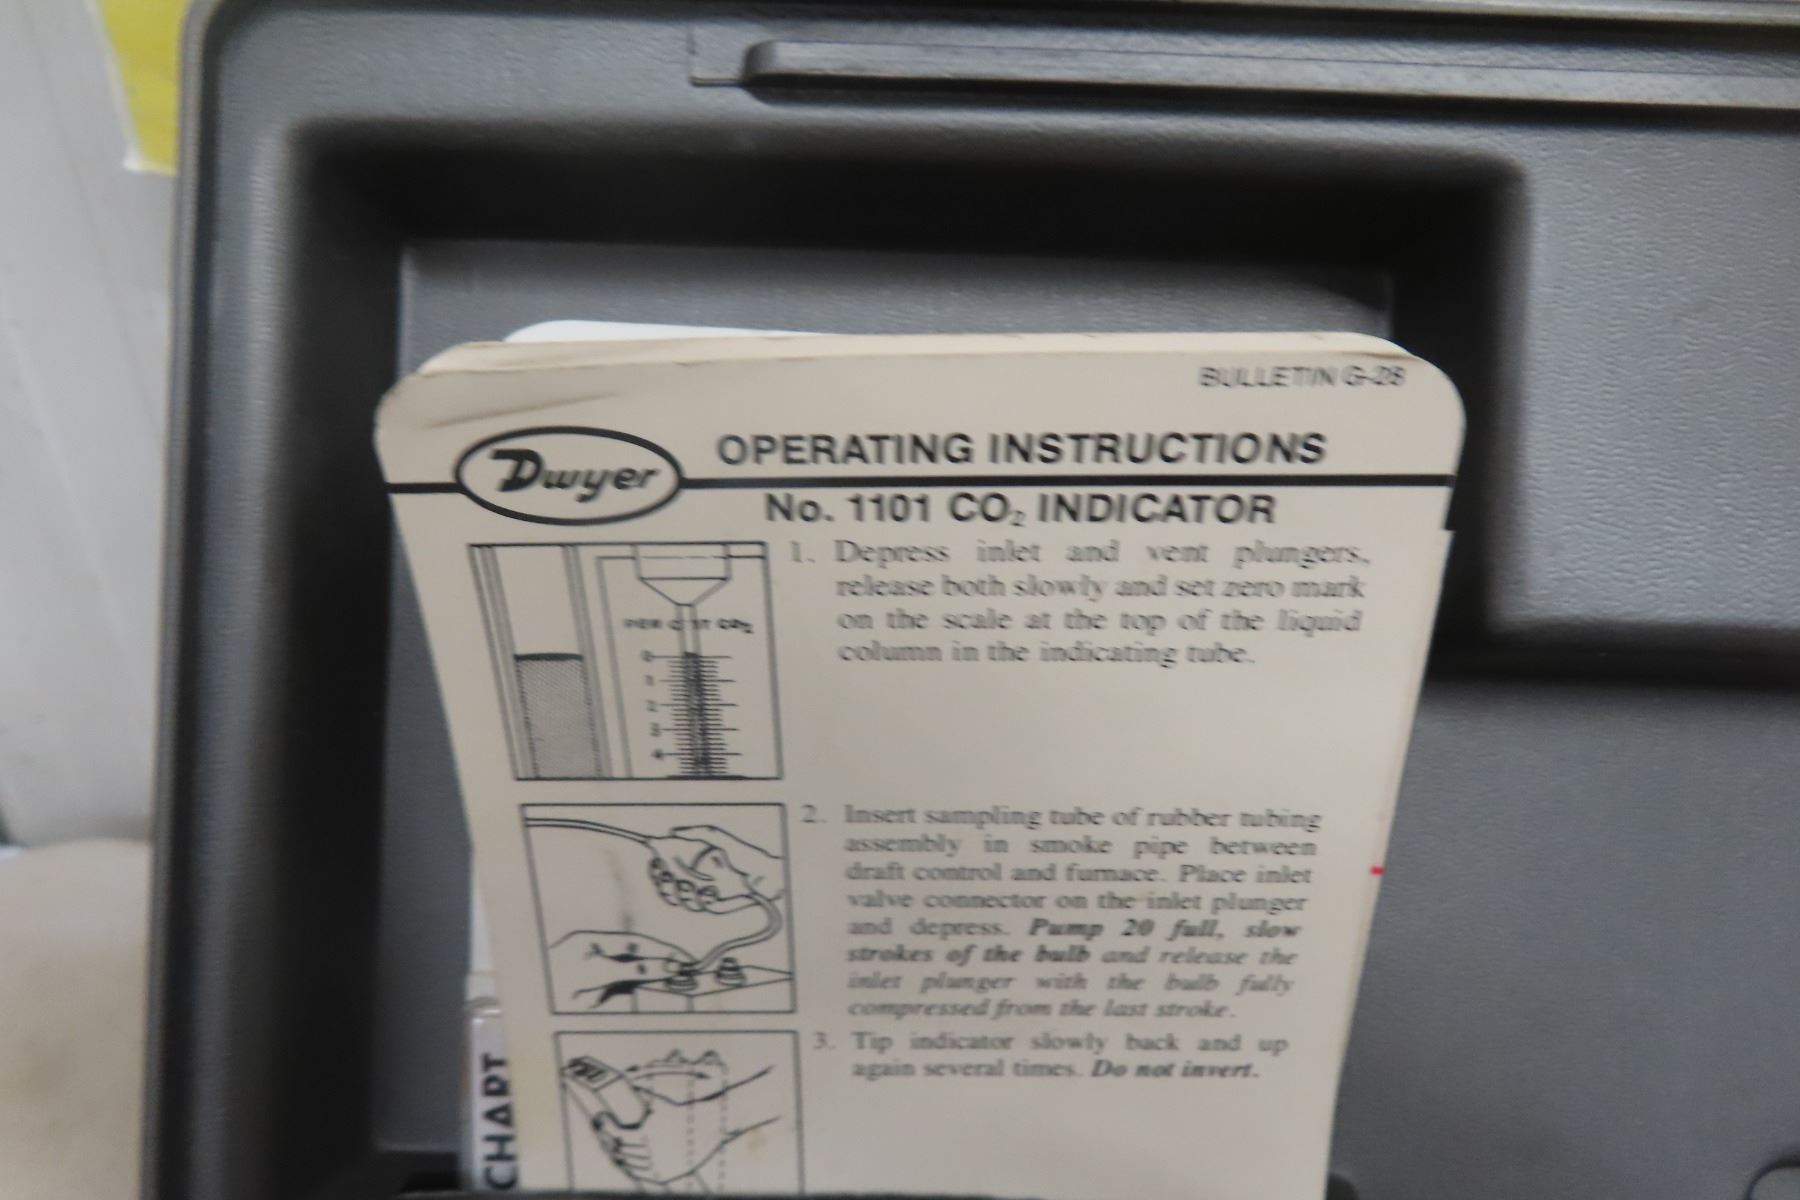 BULLETIN G-28
Dwyer
OPERATING INSTRUCTIONS
No. 1101 CO₂ INDICATOR
1. Depress inlet and vent plungers,
release both slowly and set zero mark
on the scale at the top of the liquid
column in the indicating tube.
PER C T CO₂
0
1
2
3
4
2. Insert sampling tube of rubber tubing
assembly in smoke pipe between
draft control and furnace. Place inlet
valve connector on the inlet plunger
and depress. Pump 20 full, slow
strokes of the bulb and release the
inlet plunger with the bulb fully
compressed from the last stroke.
3. Tip indicator slowly back and up
again several times. Do not invert.
CHART